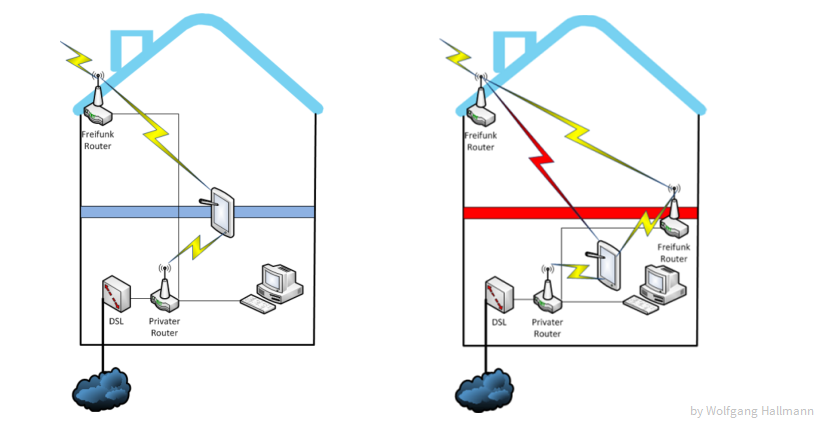 Freifunk
Router
DSL
Privater
Router
Freifunk
Router
Freifunk
Router
DSL
Privater
Router
by Wolfgang Hallmann